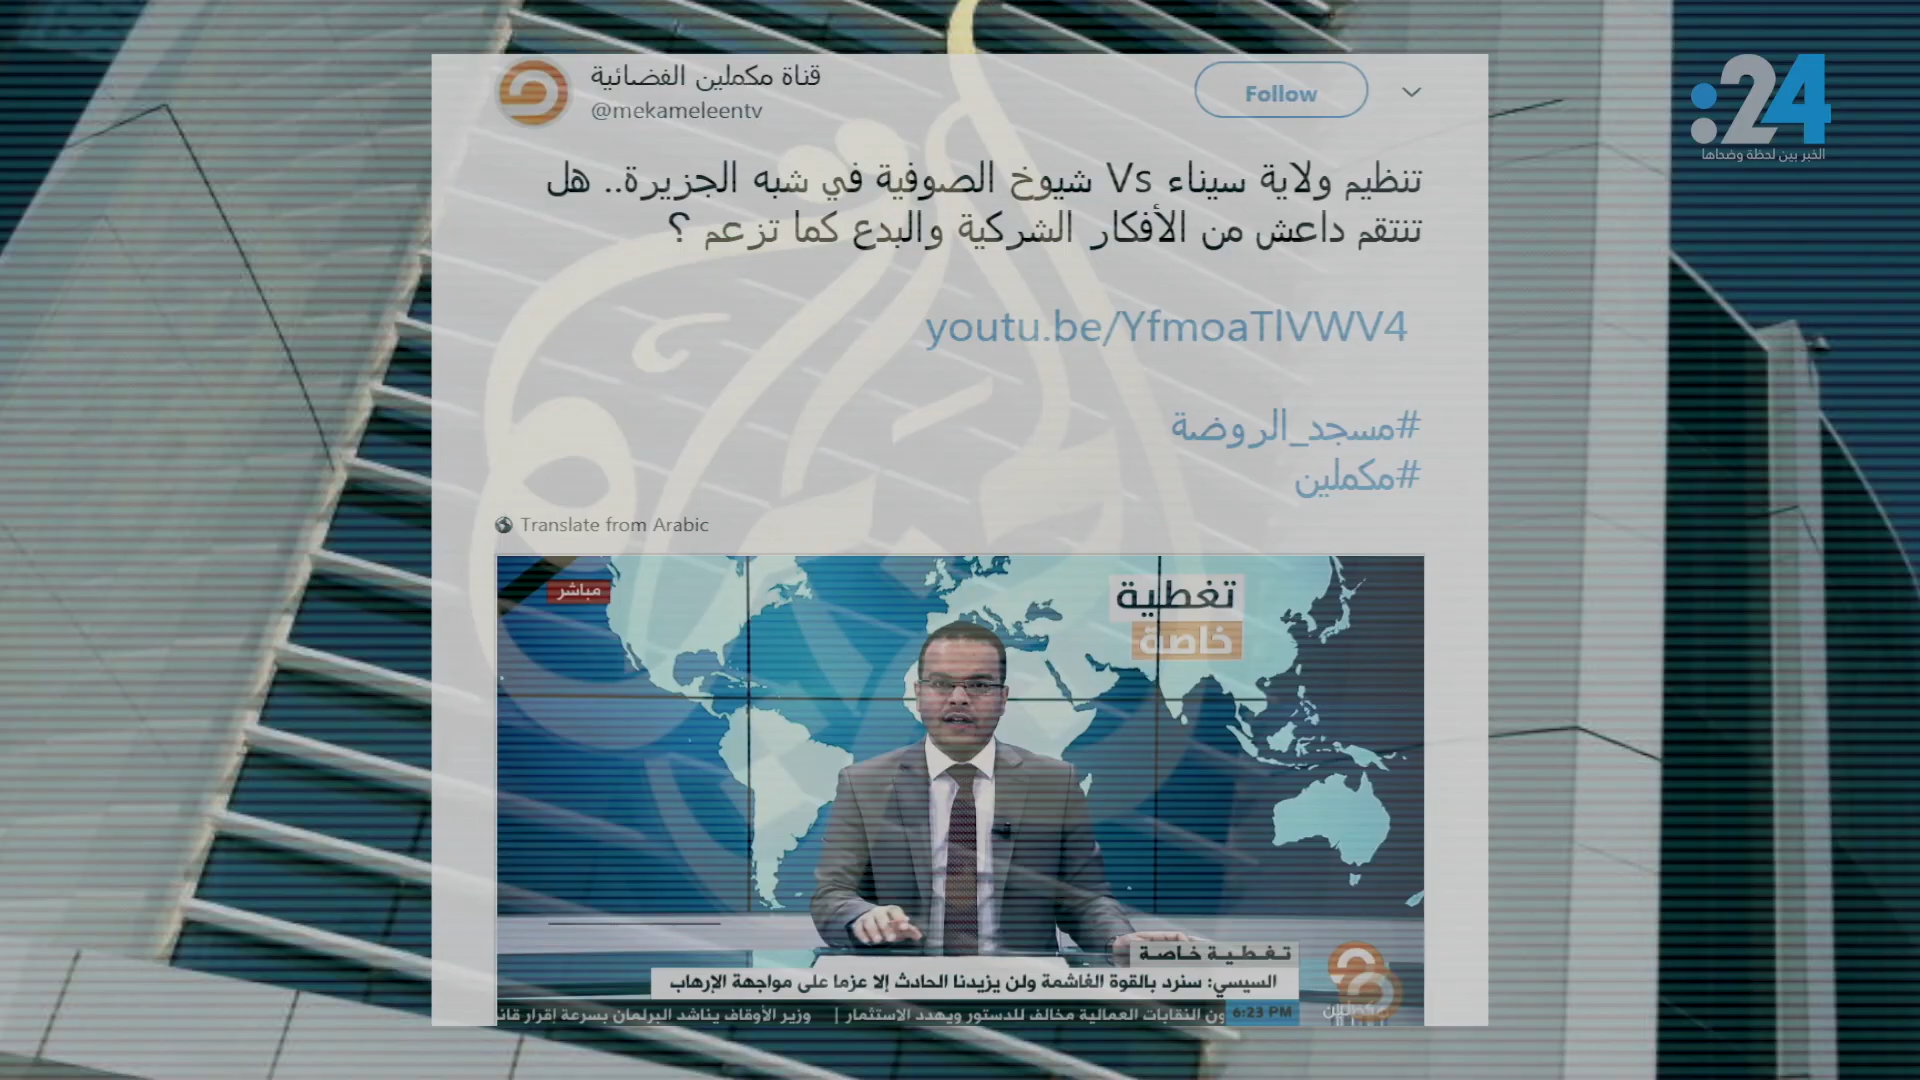 :24
الخبر بين لحظة وضحاها
قناة مكملين الفضائية
@mekameleentv
Follow
تنظيم ولاية سيناء Vs شيوخ الصوفية في شبه الجزيرة.. هل
تنتقم داعش من الأفكار الشركية والبدع كما تزعم ؟
youtu.be/YfmoaTlVWV4
#مسجد_الروضة
#مكملين
Translate from Arabic
مباشر
تغطية
خاصة
تغطية خاصة
السيسي: سنرد بالقوة الغاشمة ولن يزيدنا الحادث إلا عزما على مواجهة الإرهاب
6:23 PM
ون النقابات العمالية مخالف للدستور ويهدد الإستثمار | وزير الأوقاف يناشد البرلمان بسرعة إقرار قان
مكملين